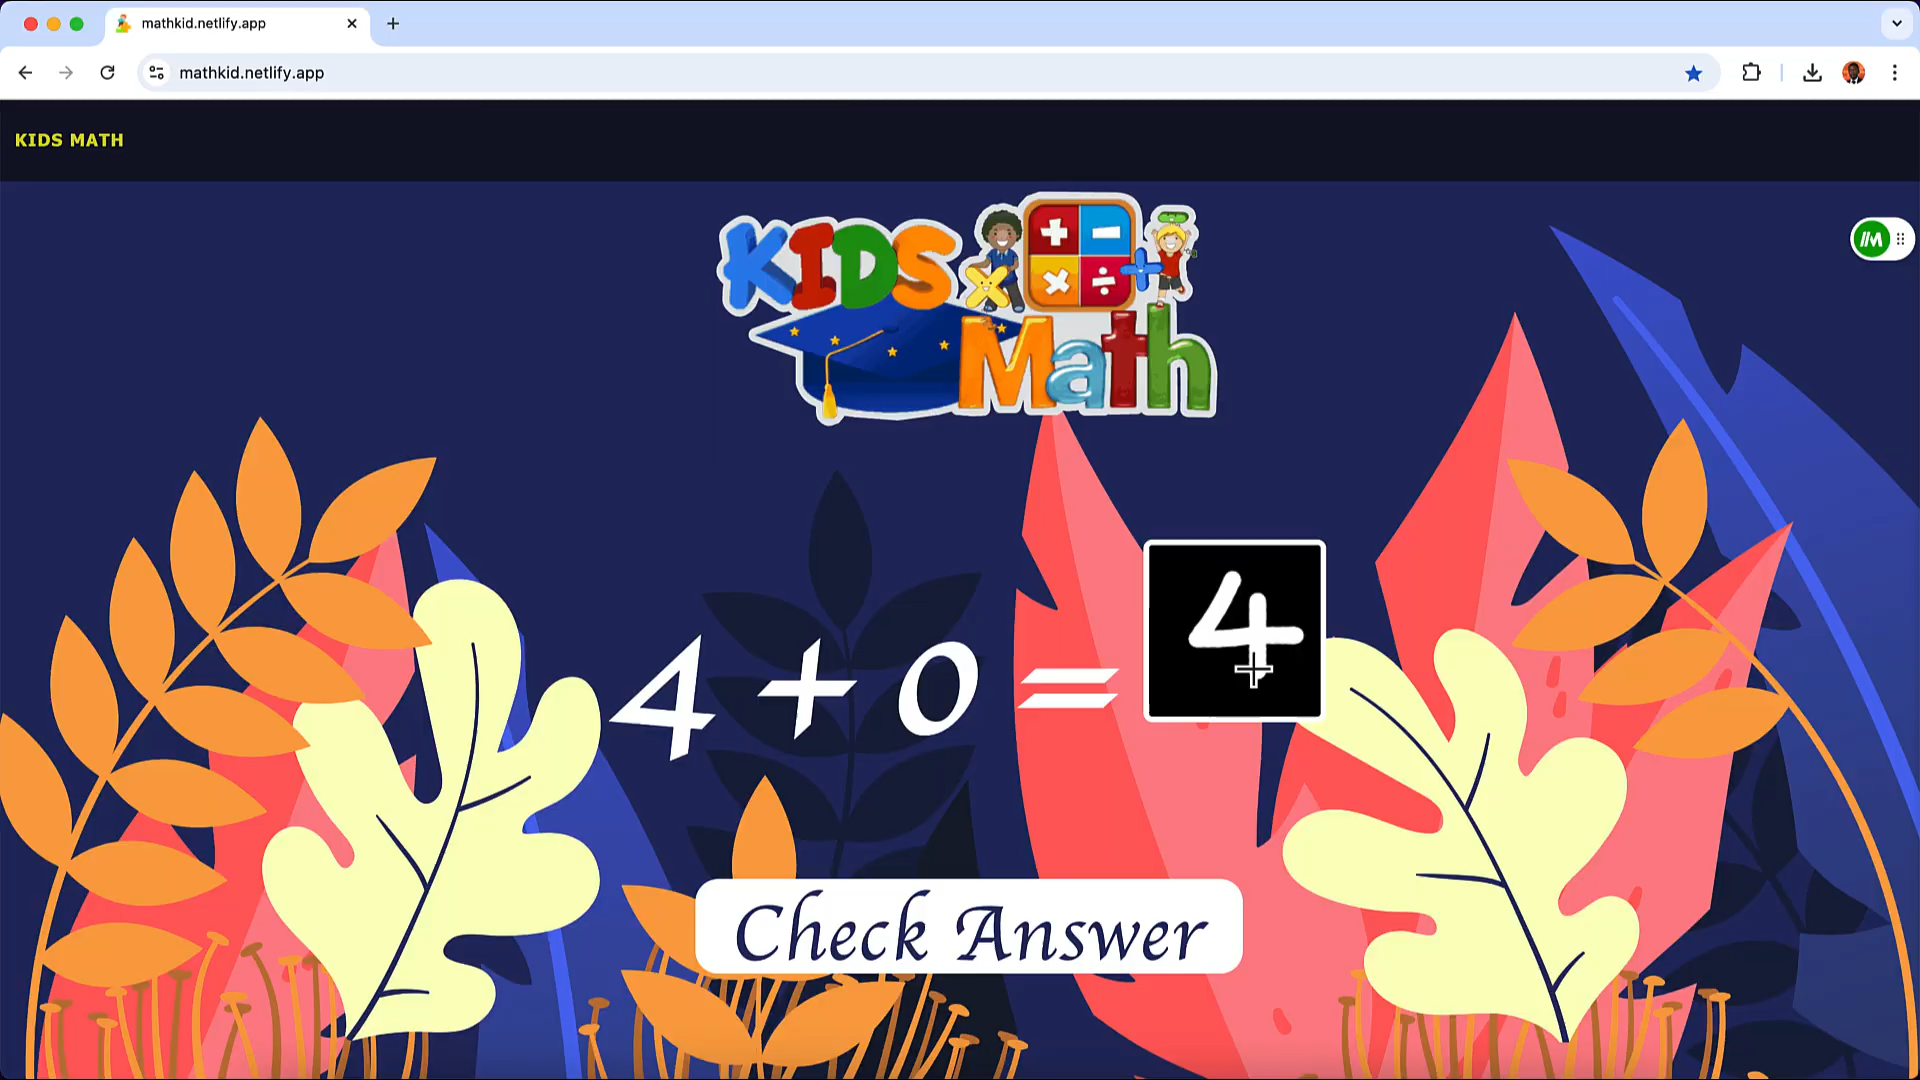 mathkid.netlify.app
mathkid.netlify.app
KIDS MATH
KIDS
Math
4 + 0 = 4
Check Answer